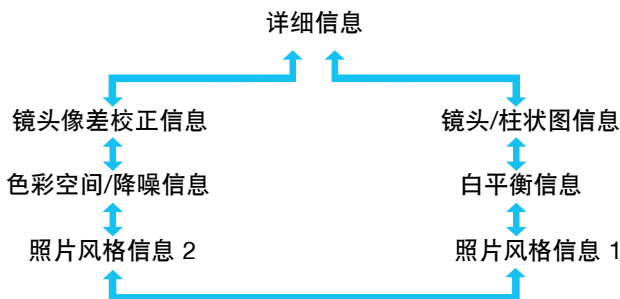 详细信息
镜头像差校正信息
镜头/柱状图信息
色彩空间/降噪信息
白平衡信息
照片风格信息 2
照片风格信息 1